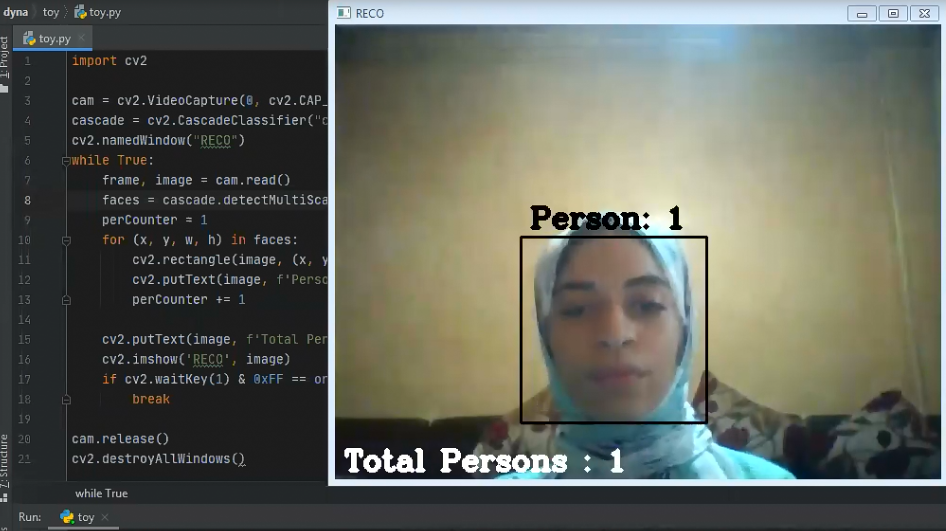 dyna toy toy.py
toy.py
1: Project
1 import cv2
2
3 cam = cv2.VideoCapture(0, cv2.CAP_
4 cascade = cv2.CascadeClassifier("c
5 cv2.namedWindow("RECO")
6 while True:
7 frame, image = cam.read()
8 faces = cascade.detectMultiSca
9 perCounter = 1
10 for (x, y, w, h) in faces:
11 cv2.rectangle(image, (x, y
12 cv2.putText(image, f'Perso
13 perCounter += 1
14
15 cv2.putText(image, f'Total Per
16 cv2.imshow('RECO', image)
17 if cv2.waitKey(1) & 0xFF == or
18 break
19
20 cam.release()
21 cv2.destroyAllWindows()
7: Structure
while True
Run: toy
RECO
Person: 1
Total Persons : 1